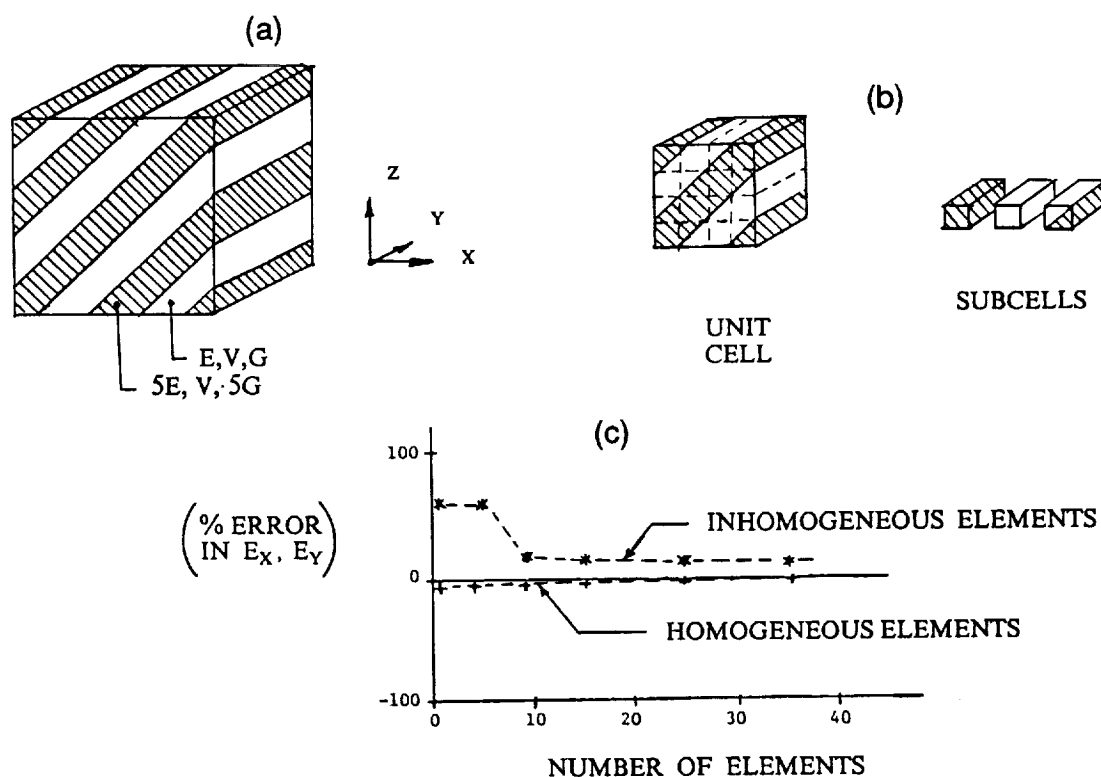 (a)
(b)
Z
Y
X
E,V,G
5E, V, 5G
UNIT
CELL
SUBCELLS
(c)
100
0
-100
(% ERROR
IN EX, EY)
INHOMOGENEOUS ELEMENTS
HOMOGENEOUS ELEMENTS
0 10 20 30 40
NUMBER OF ELEMENTS